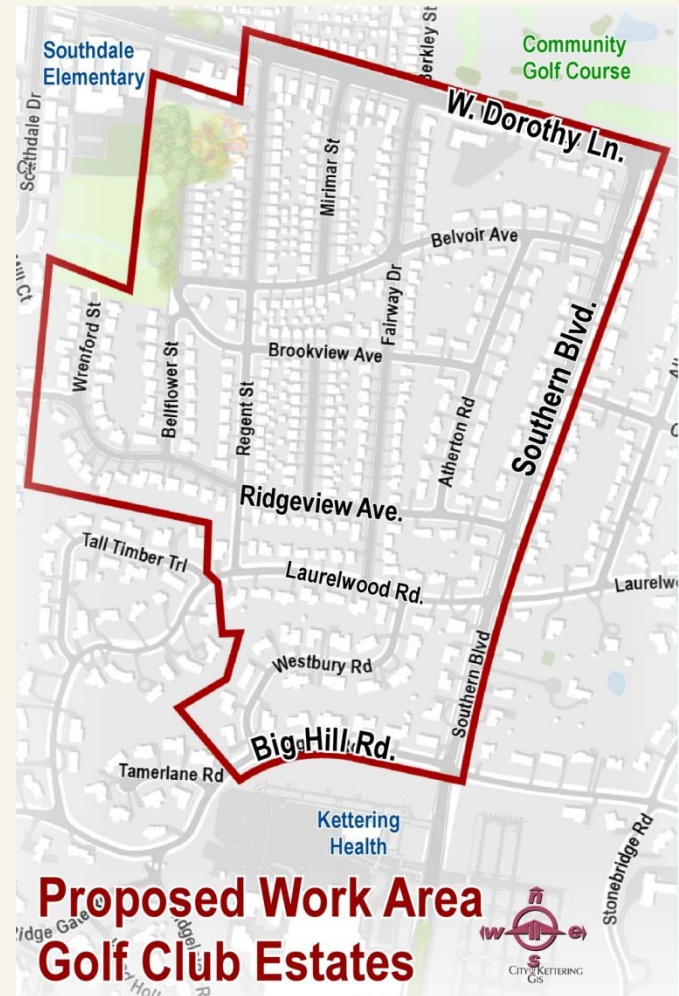 Southdale
Elementary
Community
Golf Course
Berkley St
W. Dorothy Ln.
Southdale Dr
Mirimar St
Belvoir Ave
Fairway Dr
Wrenford St
Brookview Ave
Bellflower St
Regent St
Southern Blvd.
Atherton Rd
Ridgeview Ave.
Tall Timber Trl
Laurelwood Rd.
Westbury Rd
Southern Blvd
Big Hill Rd.
Tamerlane Rd
Kettering
Health
Stonebridge Rd
Proposed Work Area
Golf Club Estates
n
w
e
s
CITY OF KETTERING
GIS